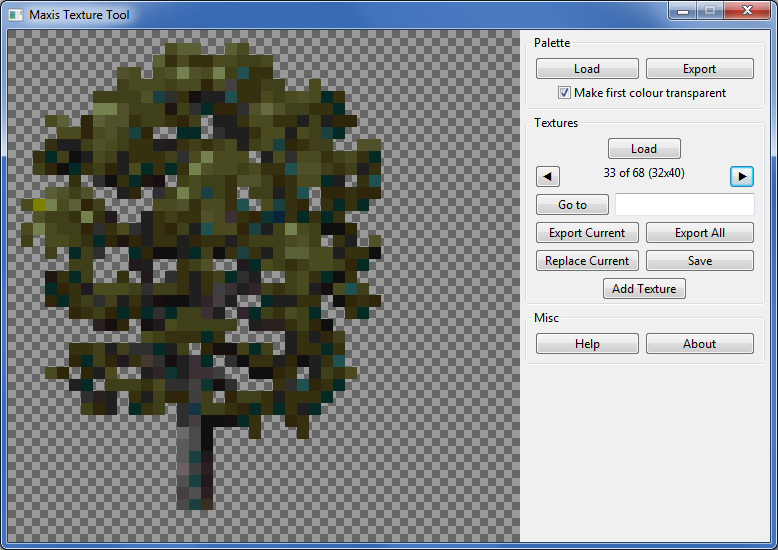 Maxis Texture Tool
Palette
Load Export
Make first colour transparent
Textures
Load
33 of 68 (32x40)
Go to
Export Current Export All
Replace Current Save
Add Texture
Misc
Help About